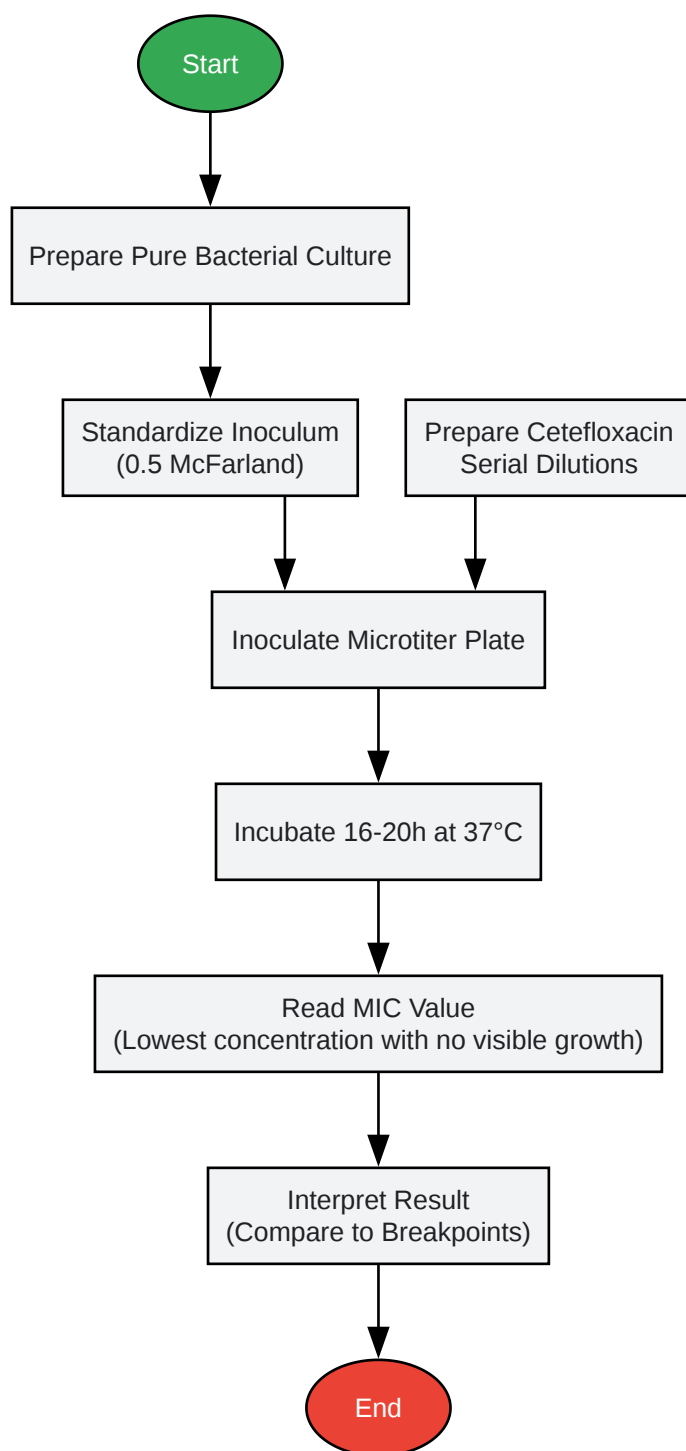 Start
Prepare Pure Bacterial Culture
Standardize Inoculum
(0.5 McFarland)
Prepare Cetefloxacin
Serial Dilutions
Inoculate Microtiter Plate
Incubate 16-20h at 37°C
Read MIC Value
(Lowest concentration with no visible growth)
Interpret Result
(Compare to Breakpoints)
End